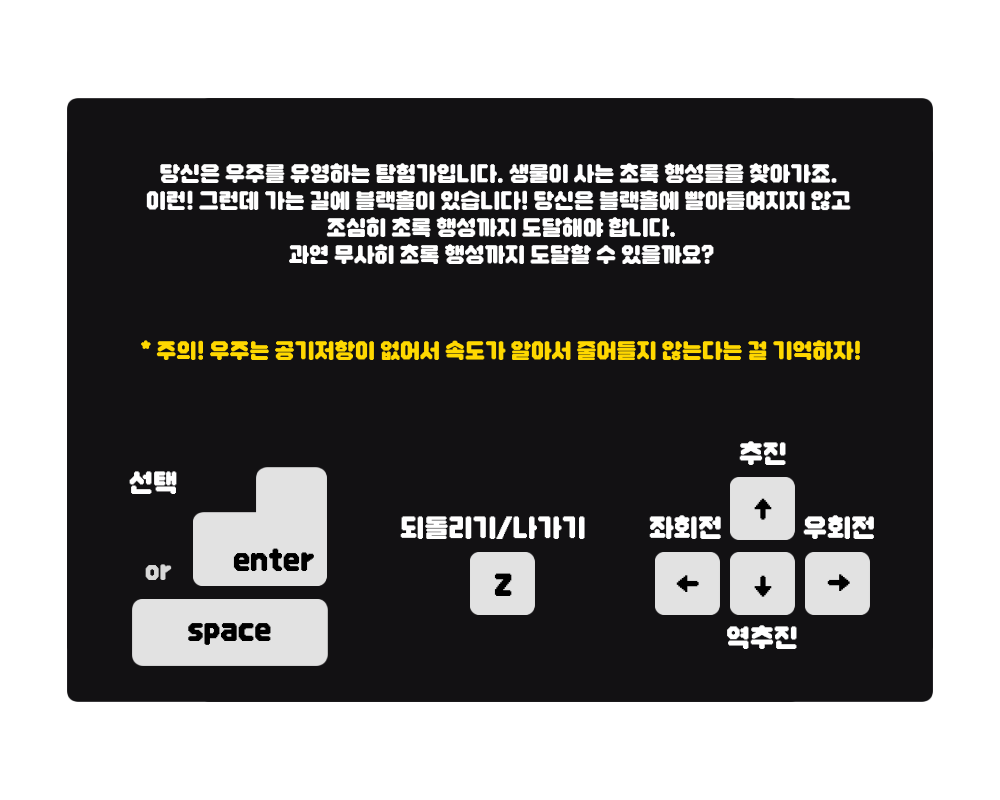 당신은 우주를 유영하는 탐험가입니다. 생물이 사는 초록 행성들을 찾아가죠.
이런! 그런데 가는 길에 블랙홀이 있습니다! 당신은 블랙홀에 빨아들여지지 않고
조심히 초록 행성까지 도달해야 합니다.
과연 무사히 초록 행성까지 도달할 수 있을까요?
* 주의! 우주는 공기저항이 없어서 속도가 알아서 줄어들지 않는다는 걸 기억하자!
선택
enter
or
space
되돌리기/나가기
z
추진
↑
좌회전
우회전
← ↓ →
역추진